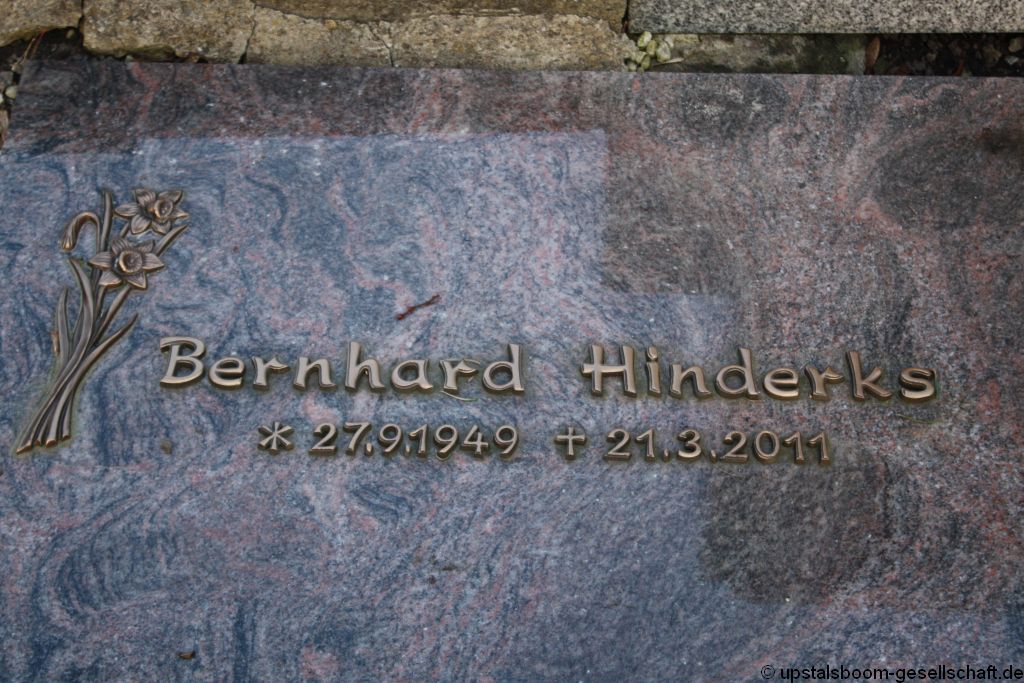 Bernhard Hinderks
* 27.9.1949 † 21.3.2011
© upstalsboom-gesellschaft.de